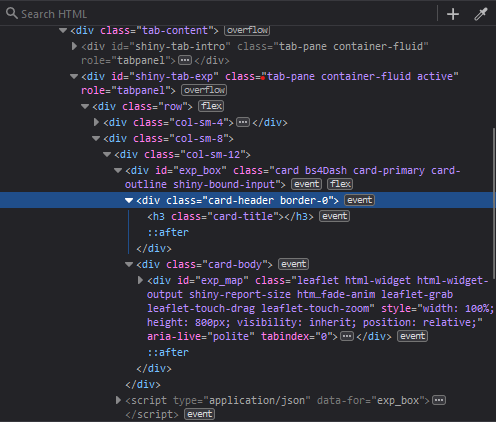 Search HTML
<div class="tab-content"> overflow
<div id="shiny-tab-intro" class="tab-pane container-fluid"
role="tabpanel">⋯</div>
<div id="shiny-tab-exp" class="tab-pane container-fluid active"
role="tabpanel"> overflow
<div class="row"> flex
<div class="col-sm-4">⋯</div>
<div class="col-sm-8">
<div class="col-sm-12">
<div id="exp_box" class="card bs4Dash card-primary card-
outline shiny-bound-input"> event flex
<div class="card-header border-0"> event
<h3 class="card-title"></h3> event
::after
</div>
<div class="card-body"> event
<div id="exp_map" class="leaflet html-widget html-widget-
output shiny-report-size htm…fade-anim leaflet-grab
leaflet-touch-drag leaflet-touch-zoom" style="width: 100%;
height: 800px; visibility: inherit; position: relative;"
aria-live="polite" tabindex="0">⋯</div> event
::after
</div>
</div>
<script type="application/json" data-for="exp_box">⋯
</script> event